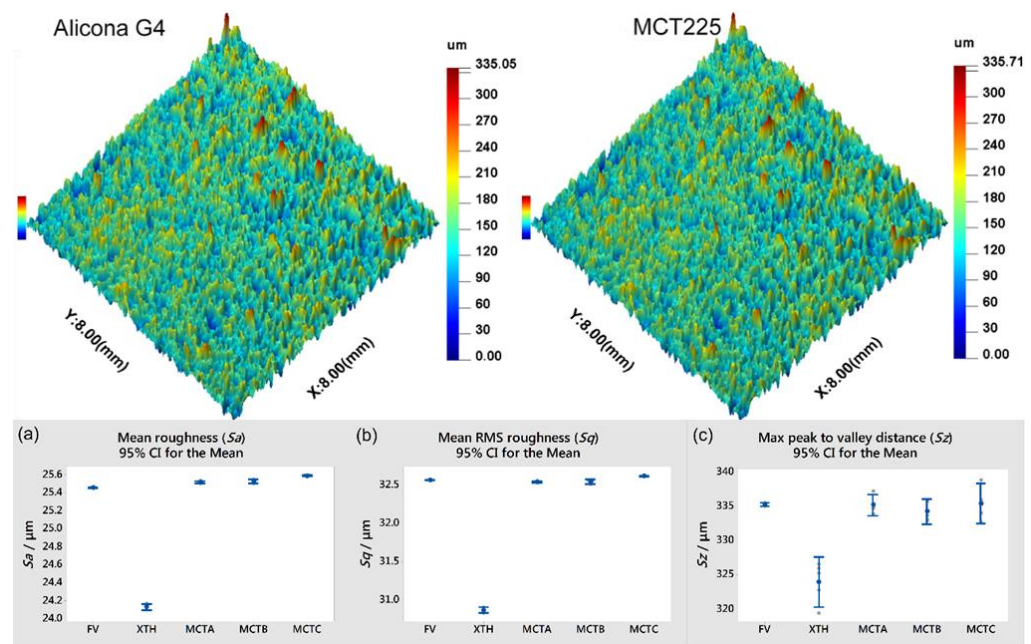 Alicona G4
um
335.05
300
270
240
210
180
150
120
90
60
30
0.00
Y:8.00(mm)
X:8.00(mm)
MCT225
um
335.71
300
270
240
210
180
150
120
90
60
30
0.00
Y:8.00(mm)
X:8.00(mm)
(a)
Mean roughness (Sa)
95% CI for the Mean
Sa / µm
25.6
25.4
25.2
25.0
24.8
24.6
24.4
24.2
24.0
FV XTH MCTA MCTB MCTC
(b)
Mean RMS roughness (Sq)
95% CI for the Mean
Sq / µm
32.5
32.0
31.5
31.0
FV XTH MCTA MCTB MCTC
(c)
Max peak to valley distance (Sz)
95% CI for the Mean
Sz / µm
340
335
330
325
320
FV XTH MCTA MCTB MCTC